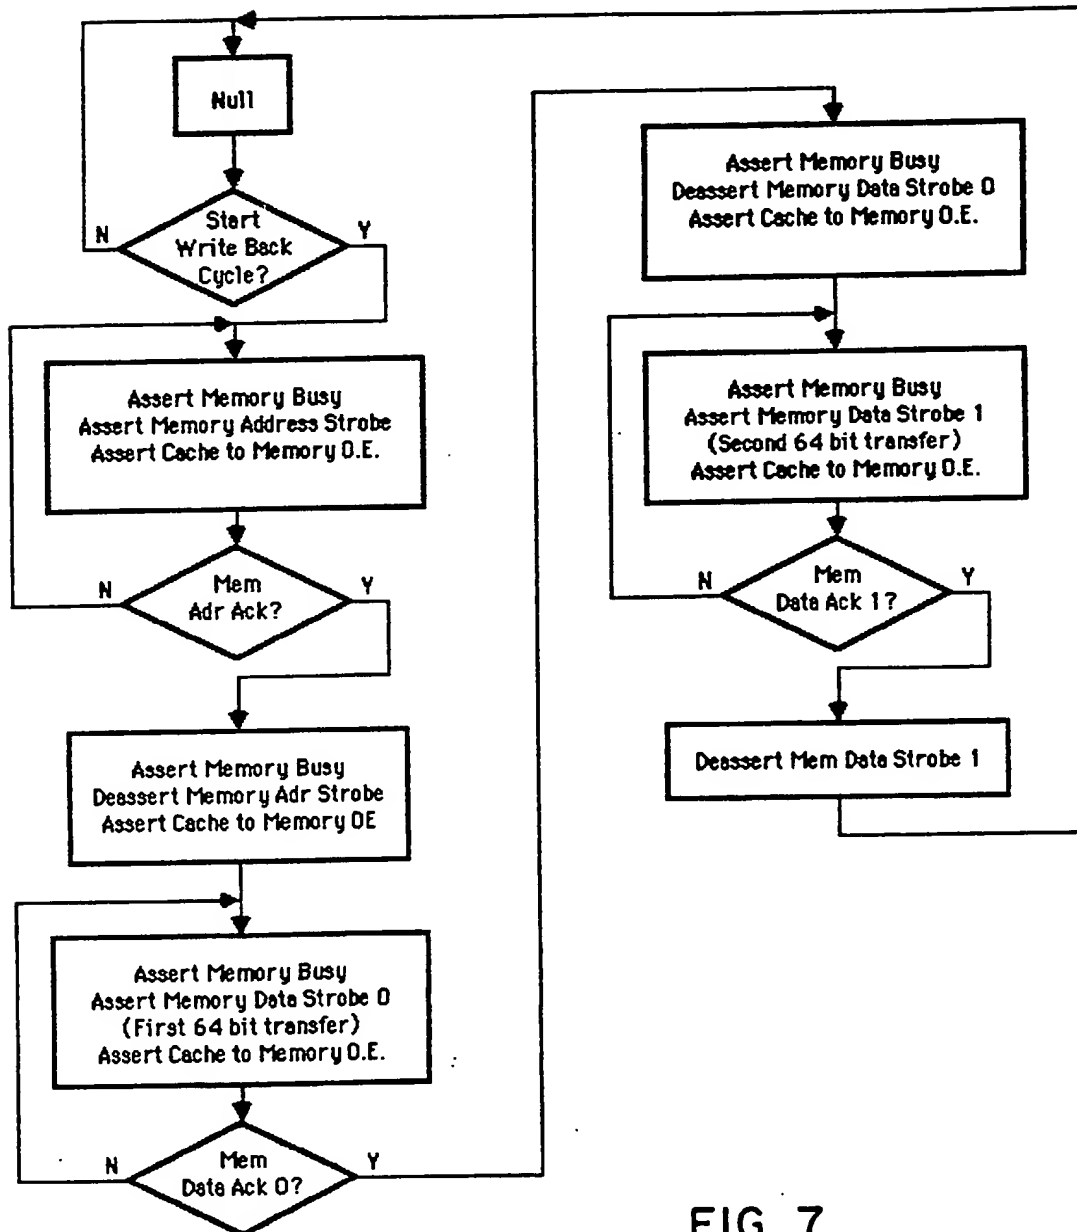 Null
Start
Write Back
Cycle?
N
Y
Assert Memory Busy
Assert Memory Address Strobe
Assert Cache to Memory O.E.
Mem
Adr Ack?
N
Y
Assert Memory Busy
Deassert Memory Adr Strobe
Assert Cache to Memory OE
Assert Memory Busy
Assert Memory Data Strobe 0
(First 64 bit transfer)
Assert Cache to Memory O.E.
Mem
Data Ack 0?
N
Y
Assert Memory Busy
Deassert Memory Data Strobe 0
Assert Cache to Memory O.E.
Assert Memory Busy
Assert Memory Data Strobe 1
(Second 64 bit transfer)
Assert Cache to Memory O.E.
Mem
Data Ack 1?
N
Y
Deassert Mem Data Strobe 1
FIG. 7